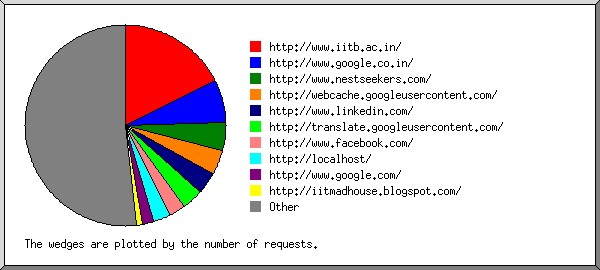 http://www.iitb.ac.in/
http://www.google.co.in/
http://www.nestseekers.com/
http://webcache.googleusercontent.com/
http://www.linkedin.com/
http://translate.googleusercontent.com/
http://www.facebook.com/
http://localhost/
http://www.google.com/
http://iitmadhouse.blogspot.com/
Other
The wedges are plotted by the number of requests.